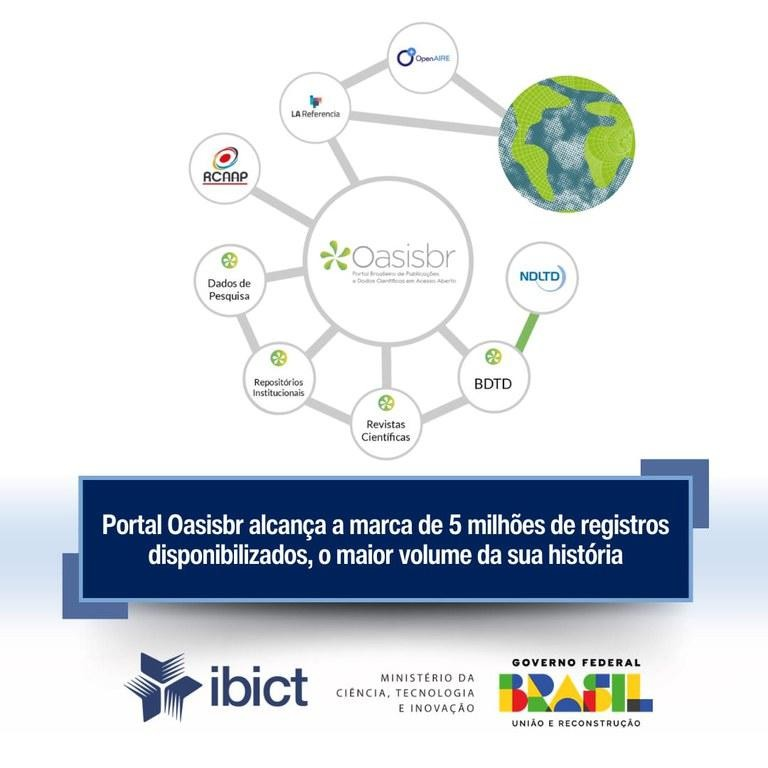 OpenAIRE
LA Referencia
RCAAP
Oasisbr
Portal Brasileiro de Publicações
e Dados Científicos em Acesso Aberto
Dados de
Pesquisa
NDLTD
Repositórios
Institucionais
BDTD
Revistas
Científicas
Portal Oasisbr alcança a marca de 5 milhões de registros
disponibilizados, o maior volume da sua história
ibict
MINISTÉRIO DA
CIÊNCIA, TECNOLOGIA
E INOVAÇÃO
GOVERNO FEDERAL
BRASIL
UNIÃO E RECONSTRUÇÃO